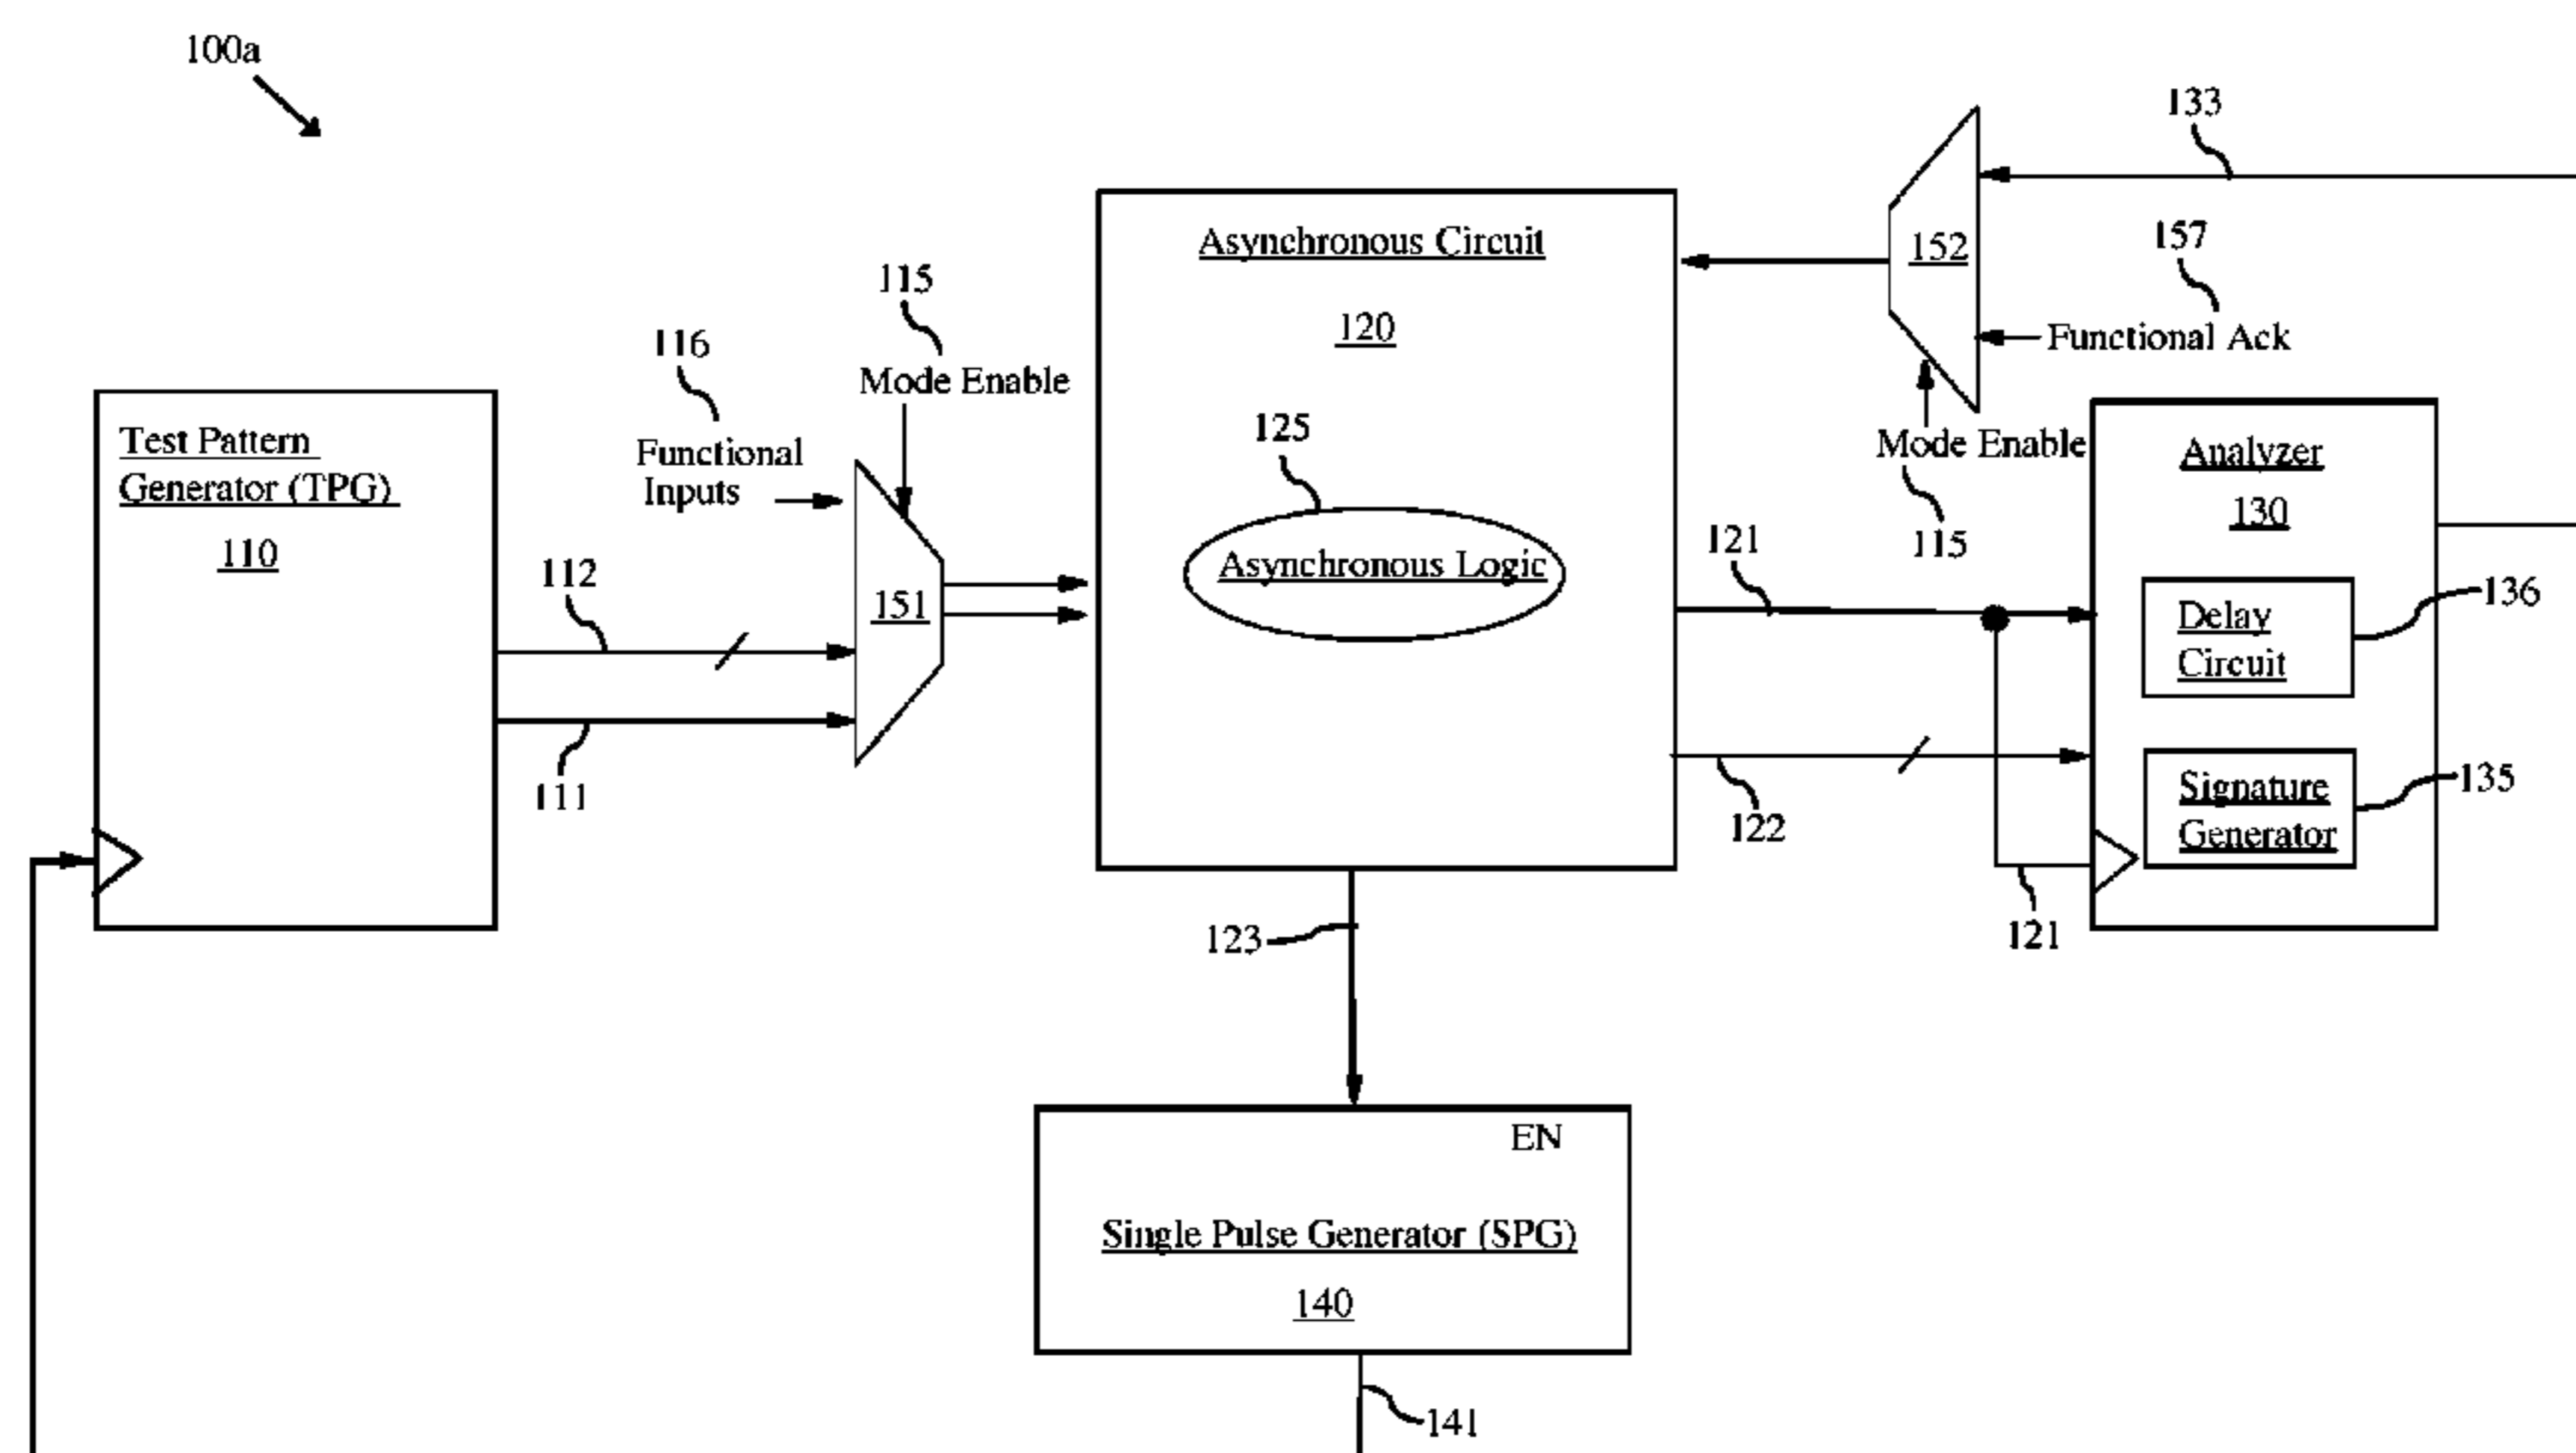 100a
133
157
Functional Ack
152
Mode Enable
115
Asynchronous Circuit
120
125
Asynchronous Logic
115
Mode Enable
116
Functional
Inputs
151
Test Pattern
Generator (TPG)
110
112
111
121
122
121
Analyzer
130
Delay
Circuit
136
Signature
Generator
135
123
EN
Single Pulse Generator (SPG)
140
141